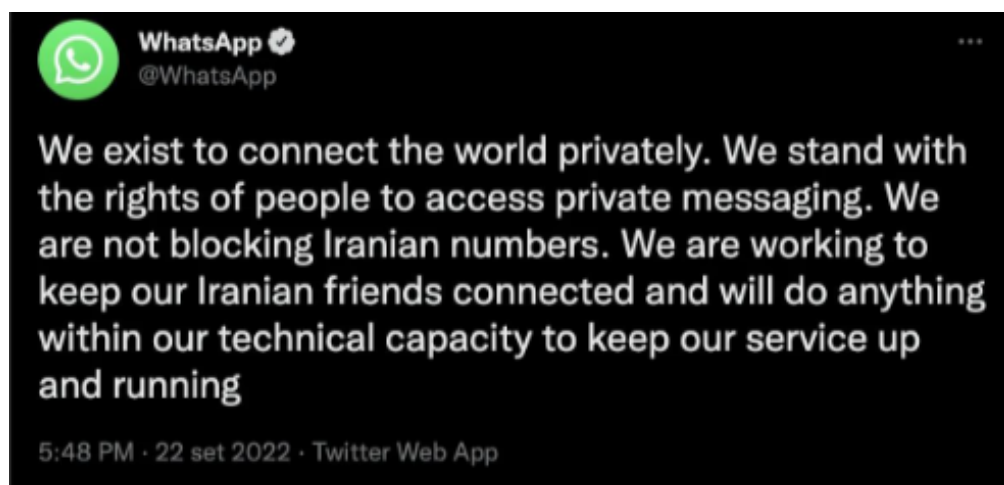 WhatsApp
@WhatsApp
We exist to connect the world privately. We stand with
the rights of people to access private messaging. We
are not blocking Iranian numbers. We are working to
keep our Iranian friends connected and will do anything
within our technical capacity to keep our service up
and running
5:48 PM · 22 set 2022 · Twitter Web App